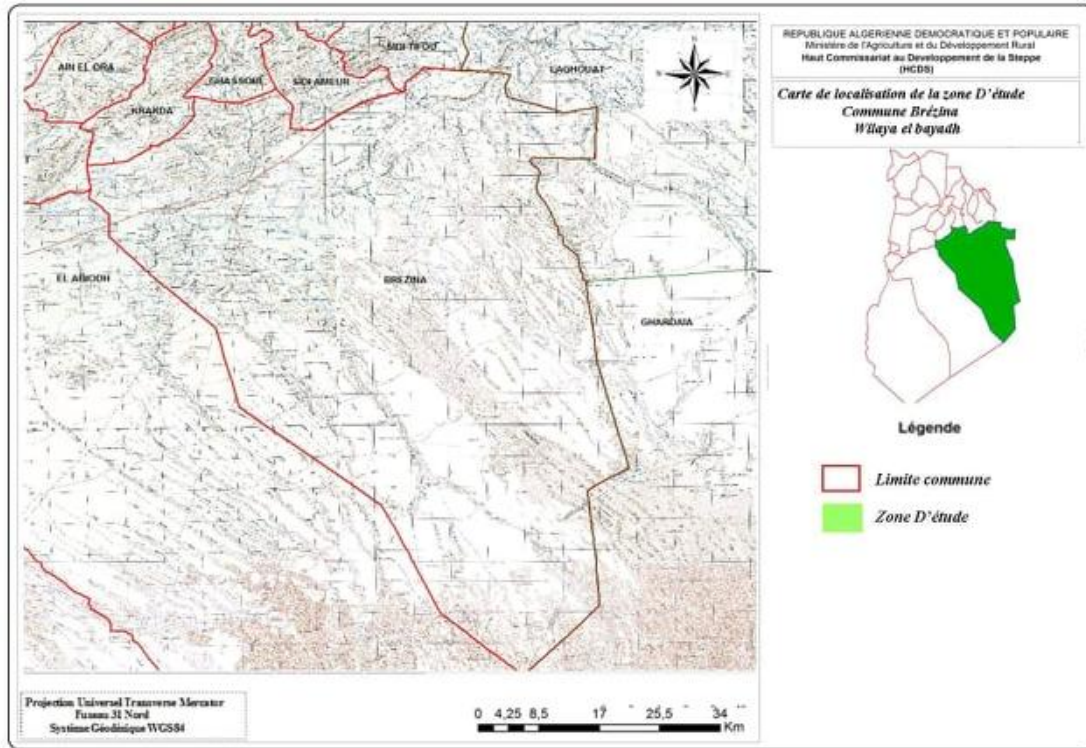 REPUBLIQUE ALGERIENNE DEMOCRATIQUE ET POPULAIRE
Ministère de l'Agriculture et du Développement Rural
Haut Commissariat au Developpement de la Steppe
(HCDS)
Carte de localisation de la zone D'étude
Commune Brézina
Wilaya el bayadh
AIN EL ORA
KRAKDA
GHASSOUL
SIDI AMEUR
LAGHOUAT
N
EL ABIODH
BREZINA
GHARDAIA
Légende
Limite commune
Zone D'étude
Projection Universel Transverse Mercator
Fuseau 31 Nord
Système Géodésique WGS84
0 4,25 8,5 17 25,5 34
Km